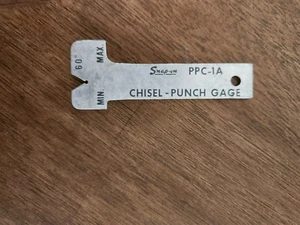 60°
MAX.
MIN
Snap-on PPC-1A
CHISEL-PUNCH GAGE